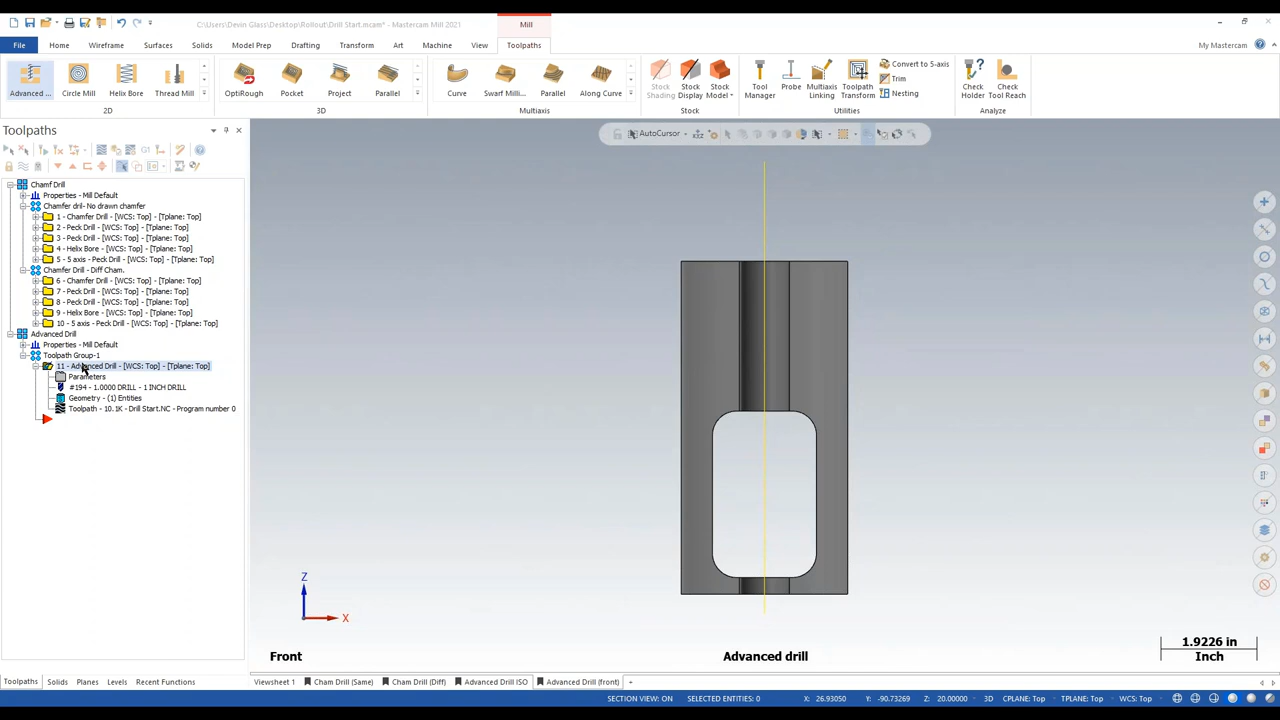 C:\Users\Devin Glass\Desktop\Rollout\Drill Start.mcam* - Mastercam Mill 2021
Mill
File Home Wireframe Surfaces Solids Model Prep Drafting Transform Art Machine View Toolpaths My Mastercam
Advanced ... Circle Mill Helix Bore Thread Mill
2D
OptiRough Pocket Project Parallel
3D
Curve Swarf Milli... Parallel Along Curve
Multiaxis
Stock Shading Stock Display Stock Model
Stock
Tool Manager Probe Multiaxis Linking Toolpath Transform Convert to 5-axis Trim Nesting
Utilities
Check Holder Check Tool Reach
Analyze
Toolpaths
AutoCursor
G1
Chamf Drill
Properties - Mill Default
Chamfer dril- No drawn chamfer
1 - Chamfer Drill - [WCS: Top] - [Tplane: Top]
2 - Peck Drill - [WCS: Top] - [Tplane: Top]
3 - Peck Drill - [WCS: Top] - [Tplane: Top]
4 - Helix Bore - [WCS: Top] - [Tplane: Top]
5 - 5 axis - Peck Drill - [WCS: Top] - [Tplane: Top]
Chamfer Drill - Diff Cham.
6 - Chamfer Drill - [WCS: Top] - [Tplane: Top]
7 - Peck Drill - [WCS: Top] - [Tplane: Top]
8 - Peck Drill - [WCS: Top] - [Tplane: Top]
9 - Helix Bore - [WCS: Top] - [Tplane: Top]
10 - 5 axis - Peck Drill - [WCS: Top] - [Tplane: Top]
Advanced Drill
Properties - Mill Default
Toolpath Group-1
11 - Advanced Drill - [WCS: Top] - [Tplane: Top]
Parameters
#194 - 1.0000 DRILL - 1 INCH DRILL
Geometry - (1) Entities
Toolpath - 10.1K - Drill Start.NC - Program number 0
Z
X
Front
Advanced drill
1.9226 in
Inch
Toolpaths Solids Planes Levels Recent Functions
Viewsheet 1 Cham Drill (Same) Cham Drill (Diff) Advanced Drill ISO Advanced Drill (front) +
SECTION VIEW: ON SELECTED ENTITIES: 0 X: 26.93050 Y: -90.73269 Z: 20.00000 3D CPLANE: TOP TPLANE: TOP WCS: TOP